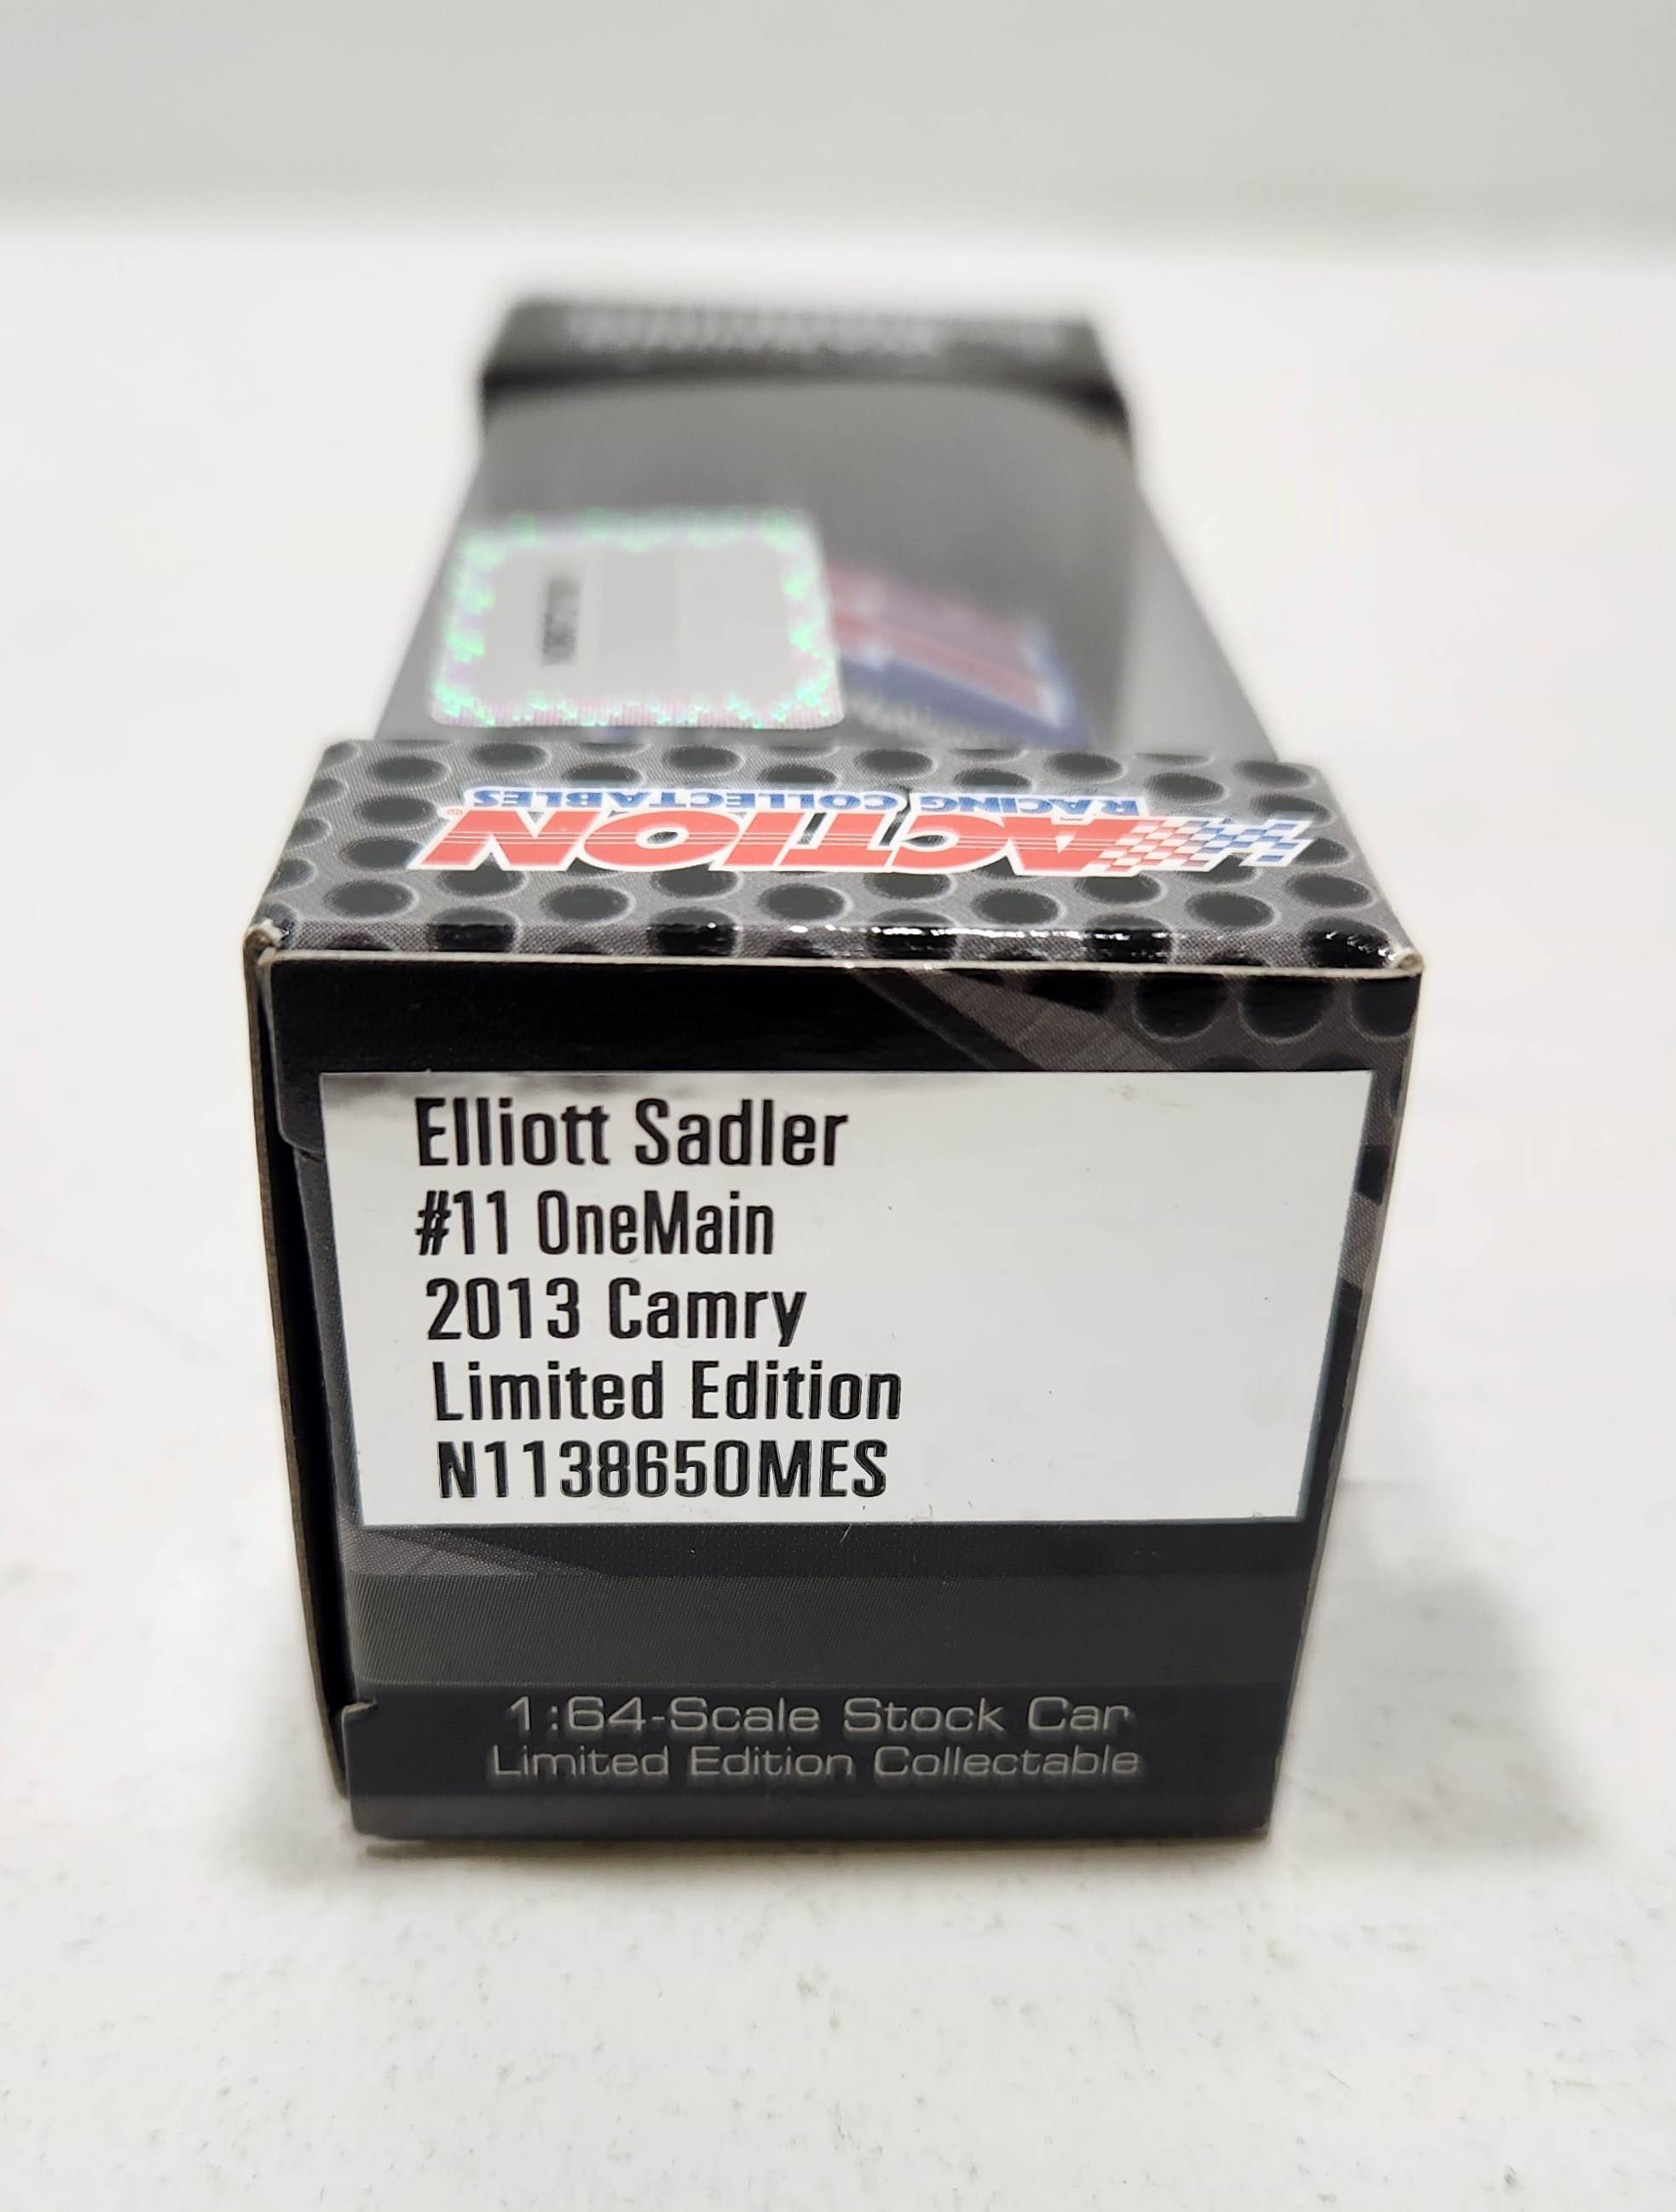 ACTION®
RACING COLLECTABLES
Elliott Sadler
#11 OneMain
2013 Camry
Limited Edition
N1138650MES
1:64-Scale Stock Car
Limited Edition Collectable